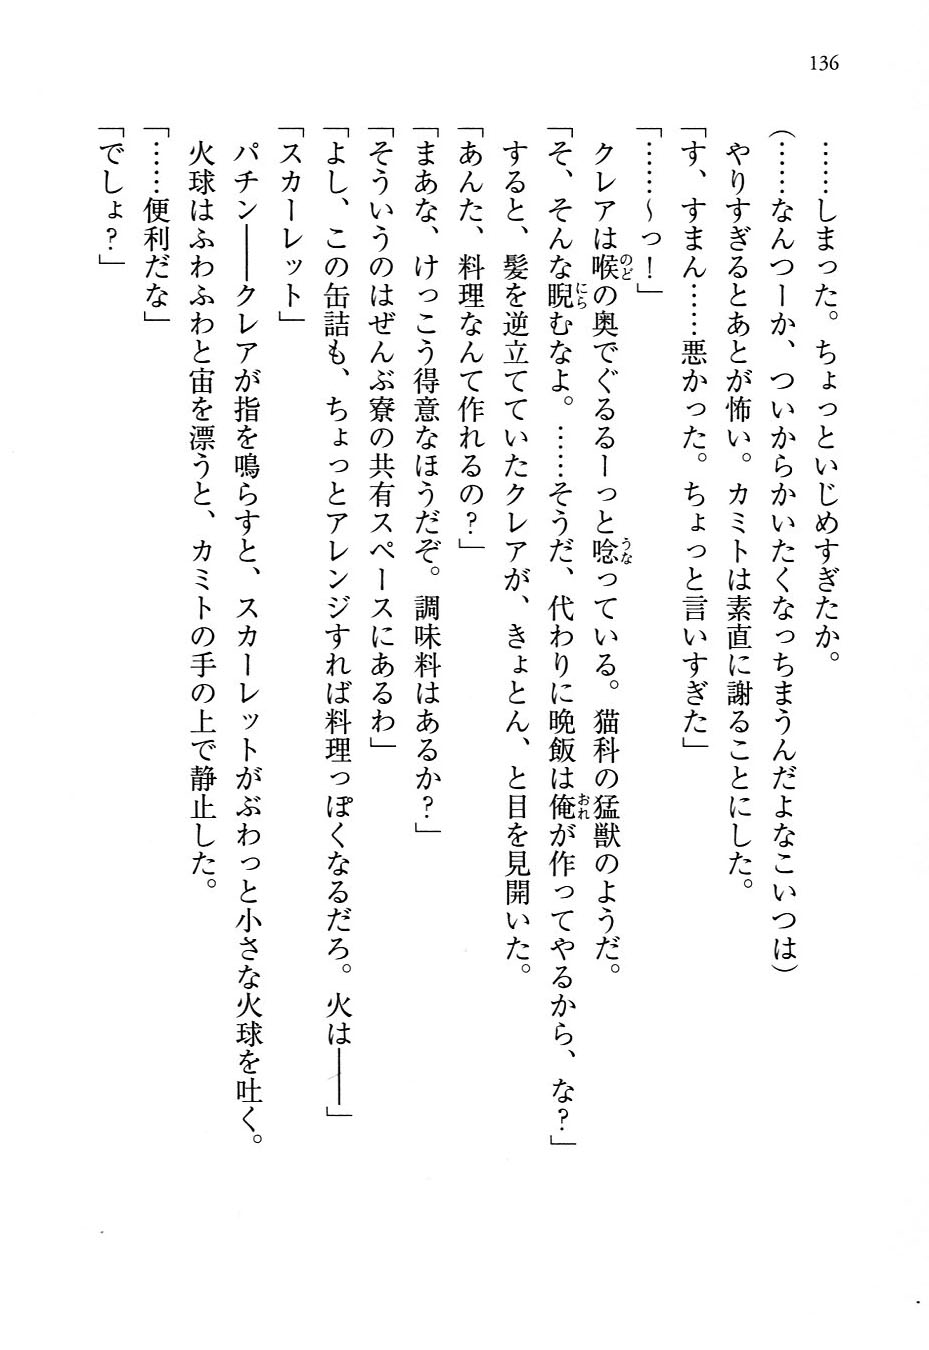 136
……しまった。ちょっといじめすぎたか。
(……なんつーか、ついからかいたくなっちまうんだよなこいつは)
やりすぎるとあとが怖い。カミトは素直に謝ることにした。
「す、すまん……悪かった。ちょっと言いすぎた」
「……～っ！」
クレアは喉の奥でぐるるーっと唸っている。猫科の猛獣のようだ。
「そ、そんな睨むなよ。……そうだ、代わりに晩飯は俺が作ってやるから、な？」
すると、髪を逆立てていたクレアが、きょとん、と目を見開いた。
「あんた、料理なんて作れるの？」
「まあな、けっこう得意なほうだぞ。調味料はあるか？」
「そういうのはぜんぶ寮の共有スペースにあるわ」
「よし、この缶詰も、ちょっとアレンジすれば料理っぽくなるだろ。火は――」
「スカーレット」
パチン――クレアが指を鳴らすと、スカーレットがぶわっと小さな火球を吐く。
火球はふわふわと宙を漂うと、カミトの手の上で静止した。
「……便利だな」
「でしょ？」